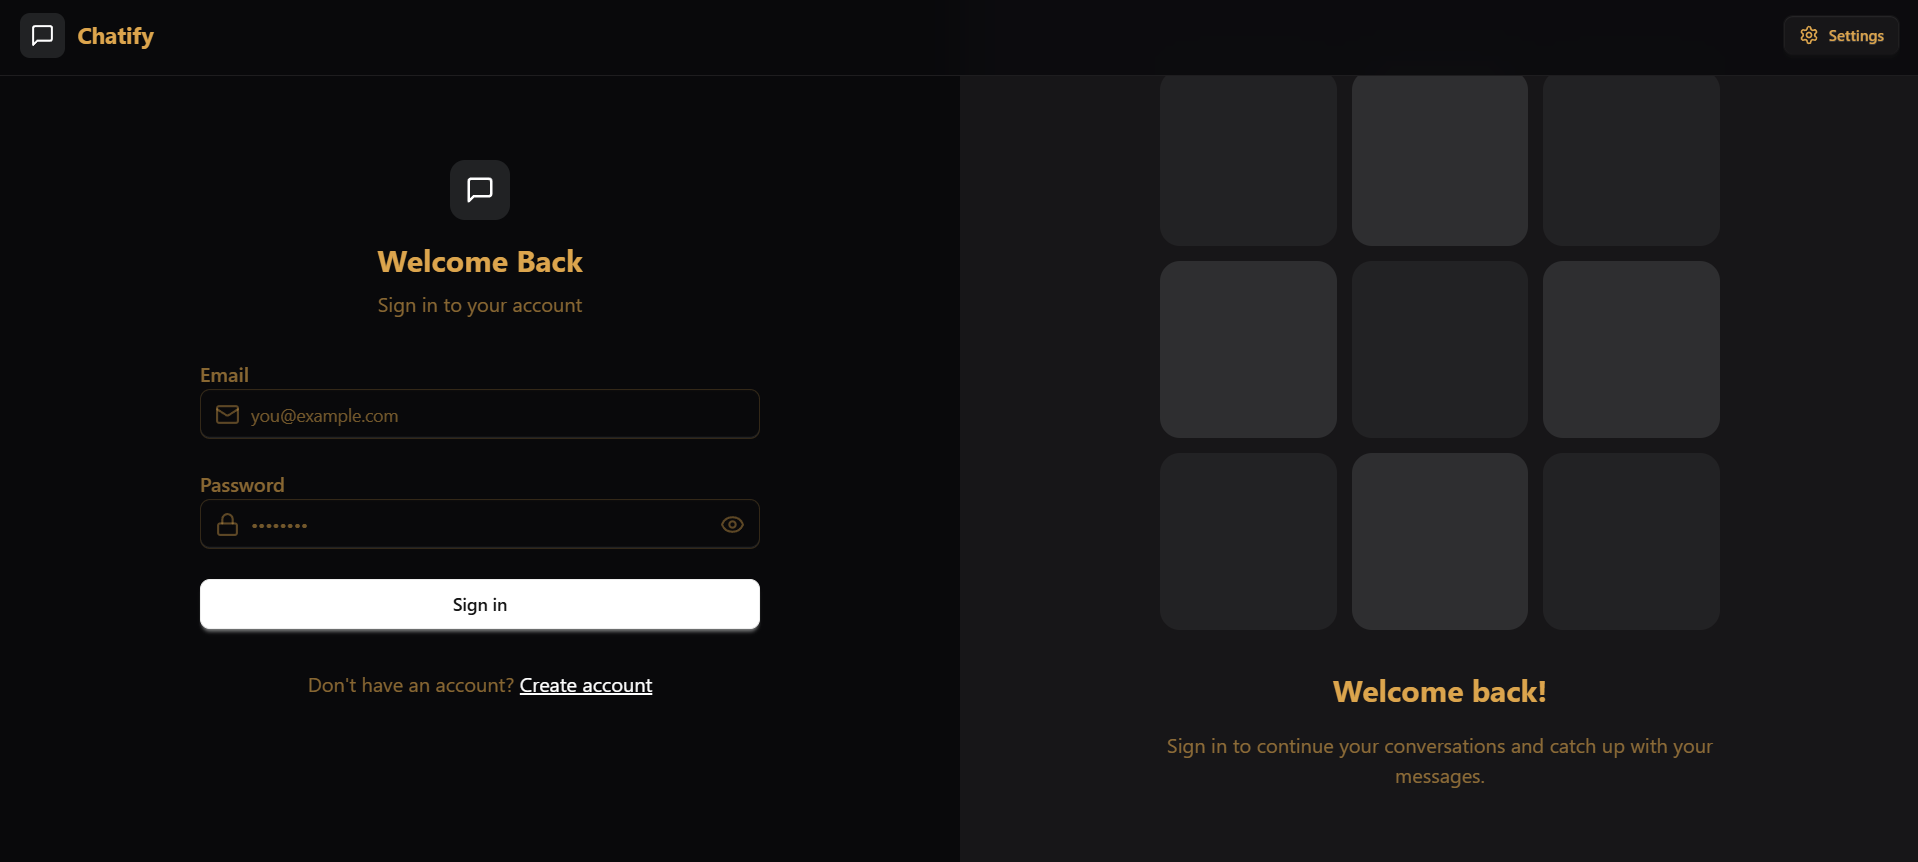 Chatify
Settings
Welcome Back
Sign in to your account
Email
you@example.com
Password
••••••••
Sign in
Don't have an account? Create account
Welcome back!
Sign in to continue your conversations and catch up with your
messages.